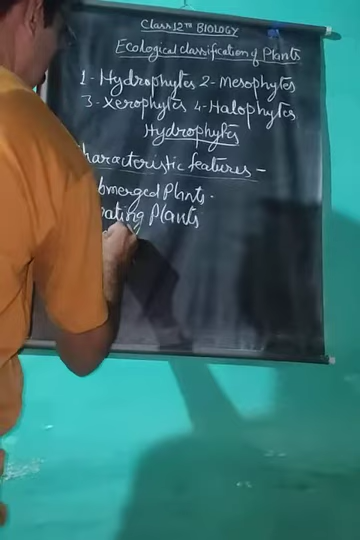 Class 12TH BIOLOGY
Ecological classification of Plants
1- Hydrophytes 2- Mesophytes
3- Xerophytes 4- Halophytes
Hydrophytes
haracteristic features -
bmerged Plants -
ating Plants